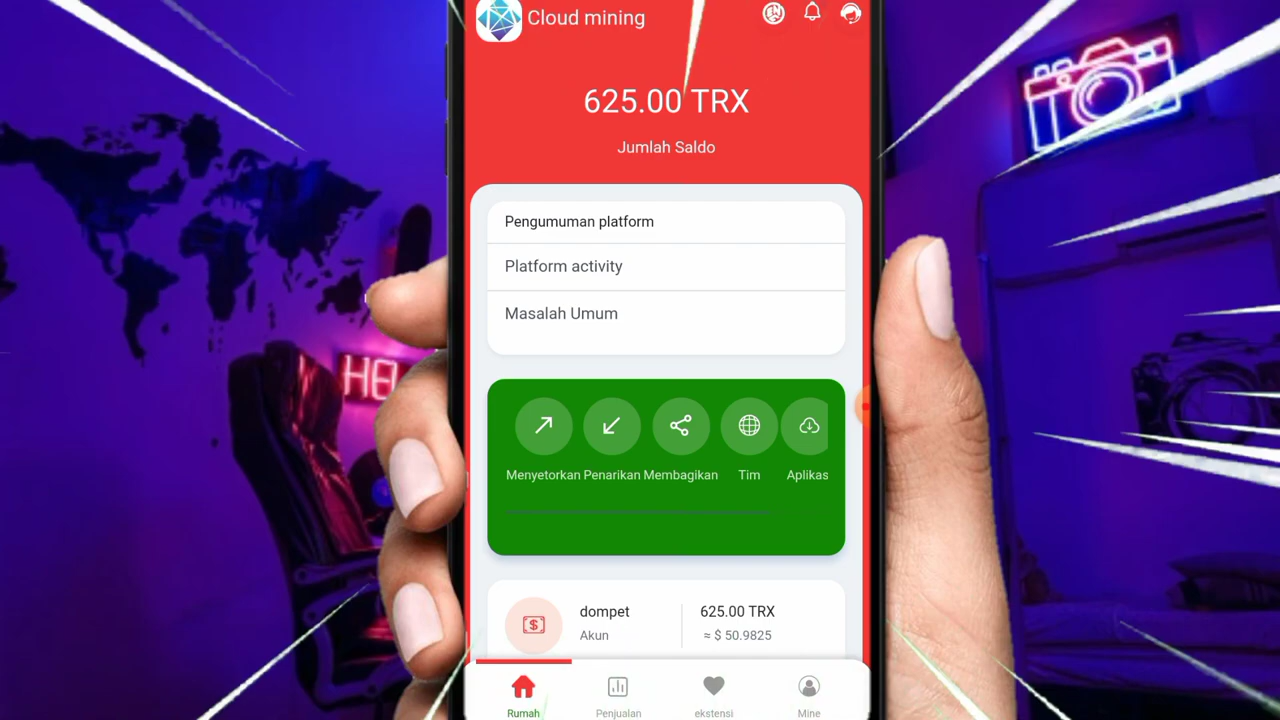 Cloud mining
625.00 TRX
Jumlah Saldo
Pengumuman platform
Platform activity
Masalah Umum
Menyetorkan Penarikan Membagikan Tim Aplikas
HE
dompet 625.00 TRX
Akun ≈ $ 50.9825
Rumah Penjualan ekstensi Mine